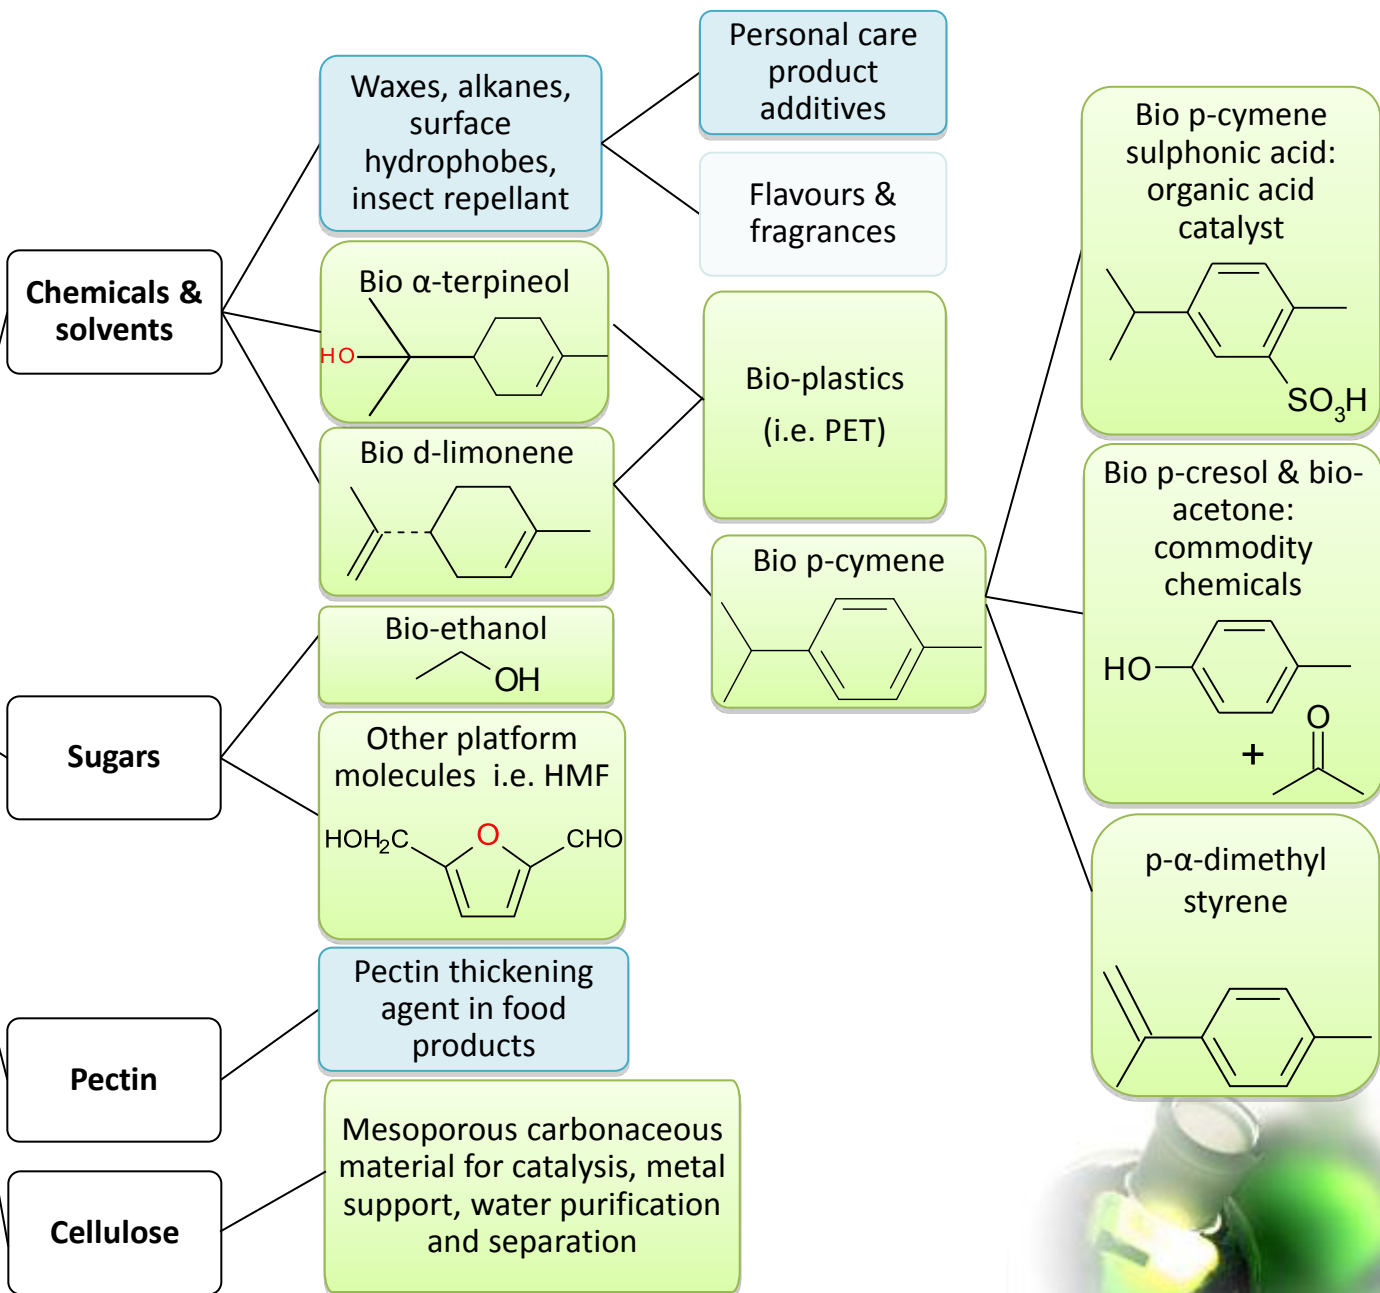 Personal care
product
additives
Waxes, alkanes,
surface
hydrophobes,
insect repellant
Flavours &
fragrances
Chemicals &
solvents
Bio α-terpineol
HO
Bio d-limonene
Bio-plastics
(i.e. PET)
Bio p-cymene
Bio p-cymene
sulphonic acid:
organic acid
catalyst
SO3H
Bio p-cresol & bio-
acetone:
commodity
chemicals
HO
O
+
p-α-dimethyl
styrene
Sugars
Bio-ethanol
OH
Other platform
molecules i.e. HMF
HOH2C
O
CHO
Pectin
Pectin thickening
agent in food
products
Cellulose
Mesoporous carbonaceous
material for catalysis, metal
support, water purification
and separation